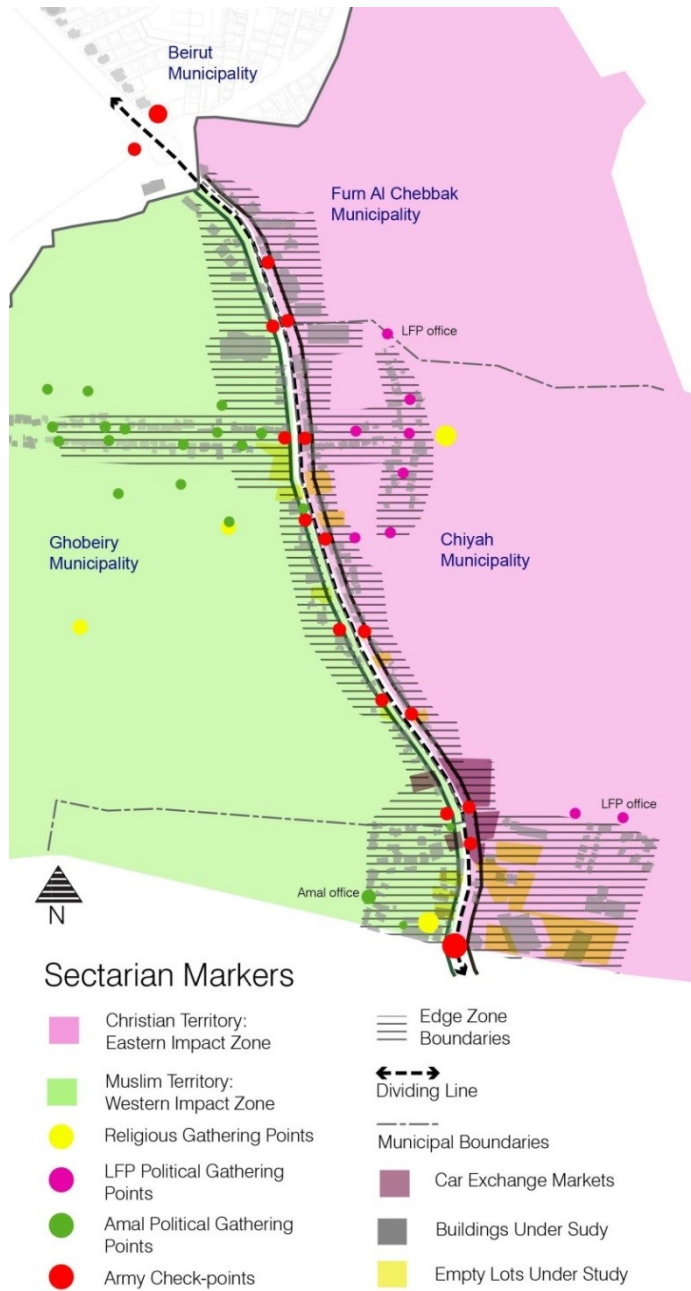 Beirut
Municipality
Furn Al Chebbak
Municipality
LFP office
Ghobeiry
Municipality
Chiyah
Municipality
LFP office
Amal office
N
Sectarian Markers
Christian Territory:
Eastern Impact Zone
Muslim Territory:
Western Impact Zone
Religious Gathering Points
LFP Political Gathering
Points
Amal Political Gathering
Points
Army Check-points
Edge Zone
Boundaries
Dividing Line
Municipal Boundaries
Car Exchange Markets
Buildings Under Sudy
Empty Lots Under Study